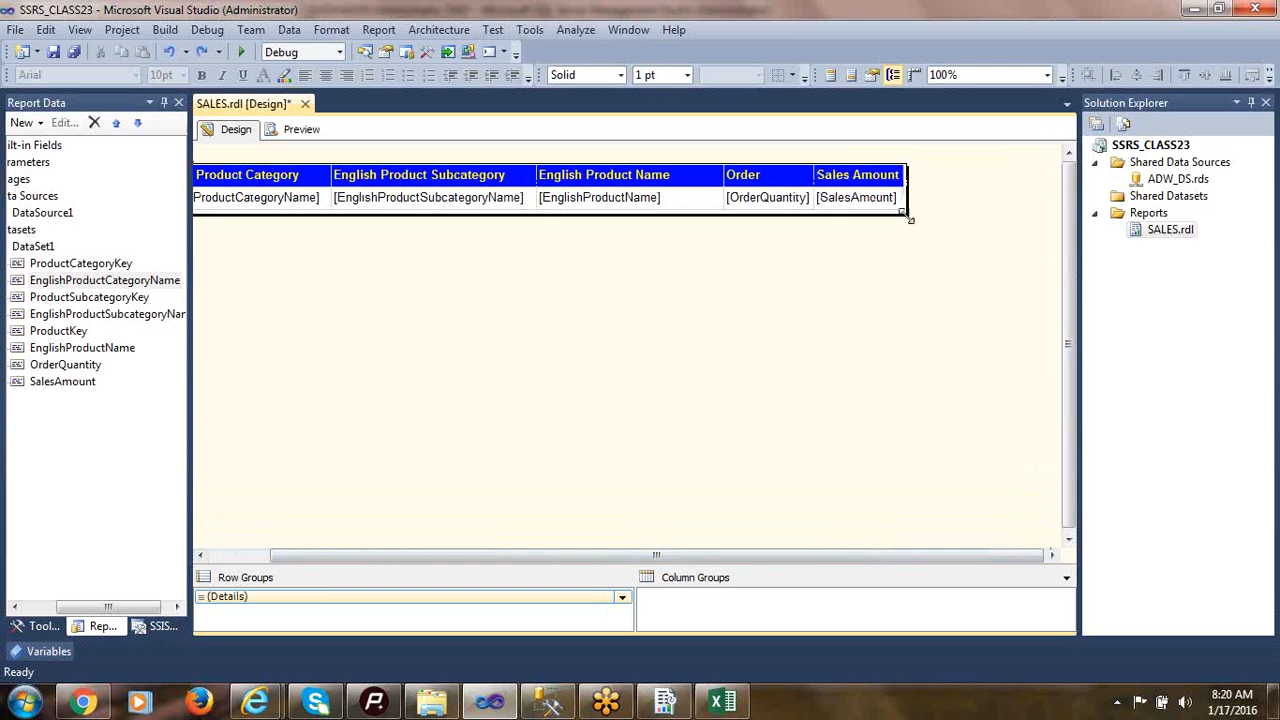 SSRS_CLASS23 - Microsoft Visual Studio (Administrator)
File Edit View Project Build Debug Team Data Format Report Architecture Test Tools Analyze Window Help
Debug
Arial 10pt B I U A Solid 1 pt 100%
Report Data
SALES.rdl [Design]*
Solution Explorer
New Edit...
Design Preview
ilt-in Fields
rameters
ages
ta Sources
DataSource1
tasets
DataSet1
ProductCategoryKey
EnglishProductCategoryName
ProductSubcategoryKey
EnglishProductSubcategoryNar
ProductKey
EnglishProductName
OrderQuantity
SalesAmount
Product Category English Product Subcategory English Product Name Order Sales Amount
ProductCategoryName] [EnglishProductSubcategoryName] [EnglishProductName] [OrderQuantity] [SalesAmount]
SSRS_CLASS23
Shared Data Sources
ADW_DS.rds
Shared Datasets
Reports
SALES.rdl
Row Groups Column Groups
(Details)
Tool... Rep... SSIS...
Variables
Ready
8:20 AM
1/17/2016